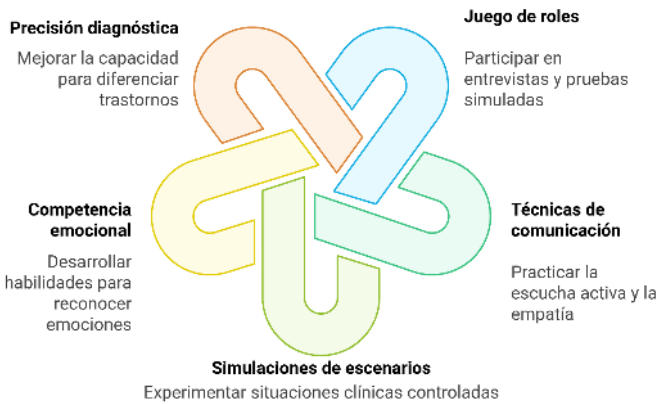 Precisión diagnóstica
Mejorar la capacidad
para diferenciar
trastornos
Juego de roles
Participar en
entrevistas y pruebas
simuladas
Competencia
emocional
Desarrollar
habilidades para
reconocer
emociones
Técnicas de
comunicación
Practicar la
escucha activa y la
empatía
Simulaciones de escenarios
Experimentar situaciones clínicas controladas